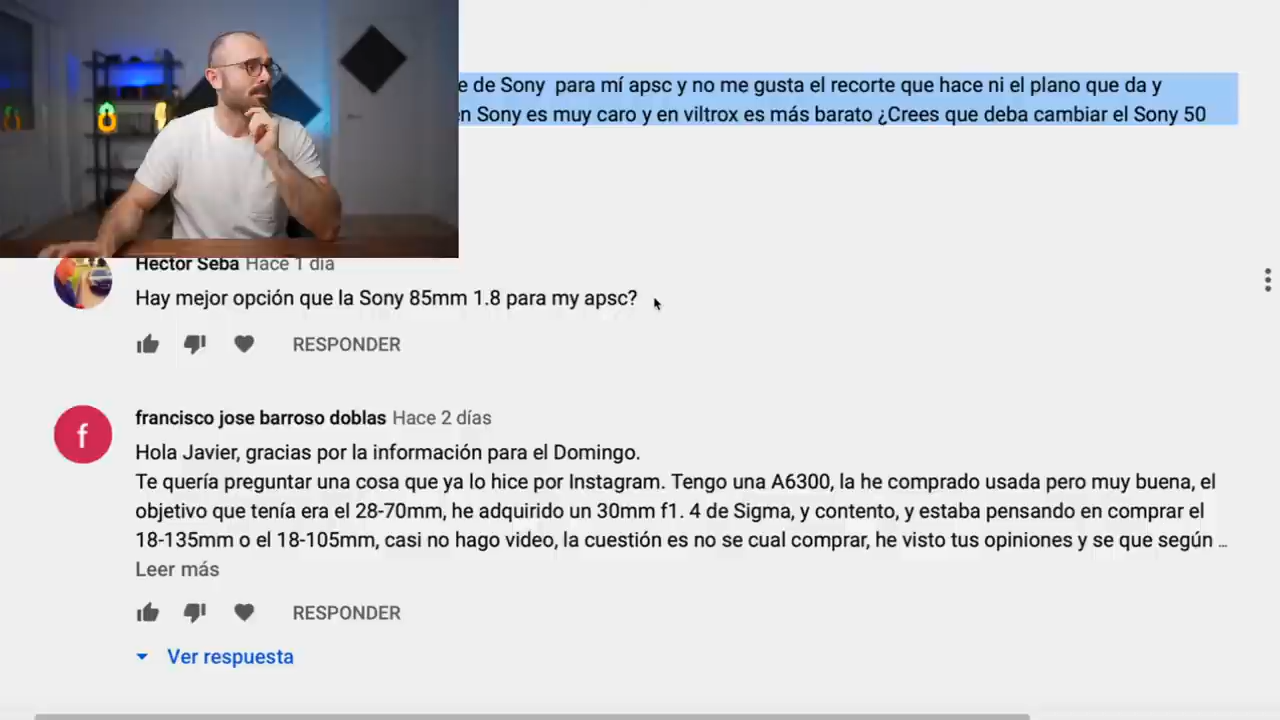 e de Sony para mí apsc y no me gusta el recorte que hace ni el plano que da y
en Sony es muy caro y en viltrox es más barato ¿Crees que deba cambiar el Sony 50
Hector Seba Hace 1 día
Hay mejor opción que la Sony 85mm 1.8 para my apsc?
RESPONDER
f
francisco jose barroso doblas Hace 2 días
Hola Javier, gracias por la información para el Domingo.
Te quería preguntar una cosa que ya lo hice por Instagram. Tengo una A6300, la he comprado usada pero muy buena, el
objetivo que tenía era el 28-70mm, he adquirido un 30mm f1. 4 de Sigma, y contento, y estaba pensando en comprar el
18-135mm o el 18-105mm, casi no hago video, la cuestión es no se cual comprar, he visto tus opiniones y se que según ...
Leer más
RESPONDER
Ver respuesta